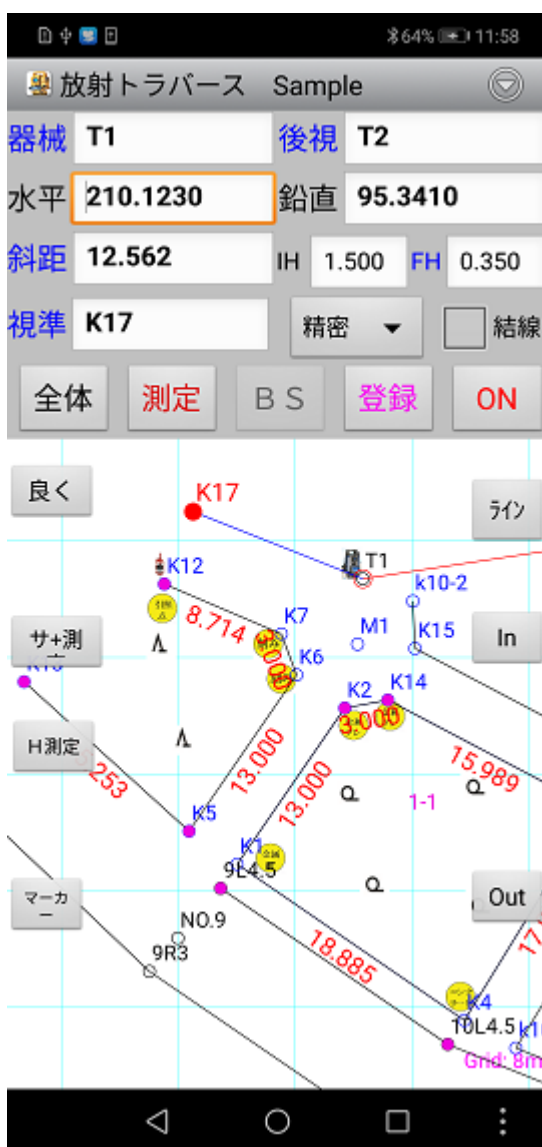 64% 11:58
放射トラバース Sample
器械 T1 後視 T2
水平 210.1230 鉛直 95.3410
斜距 12.562 IH 1.500 FH 0.350
視準 K17 精密 結線
全体 測定 ＢＳ 登録 ON
良く K17 ライン
K12 T1
k10-2
8.714 K7 M1 K15
サ+測 In
K6
K2 K14
3.000
H測定 15.989
13.000 13.000 1-1
K5
K1
9L4.5
マーカー Out
NO.9
9R3 18.885
K4
10L4.5
Grid: 8m